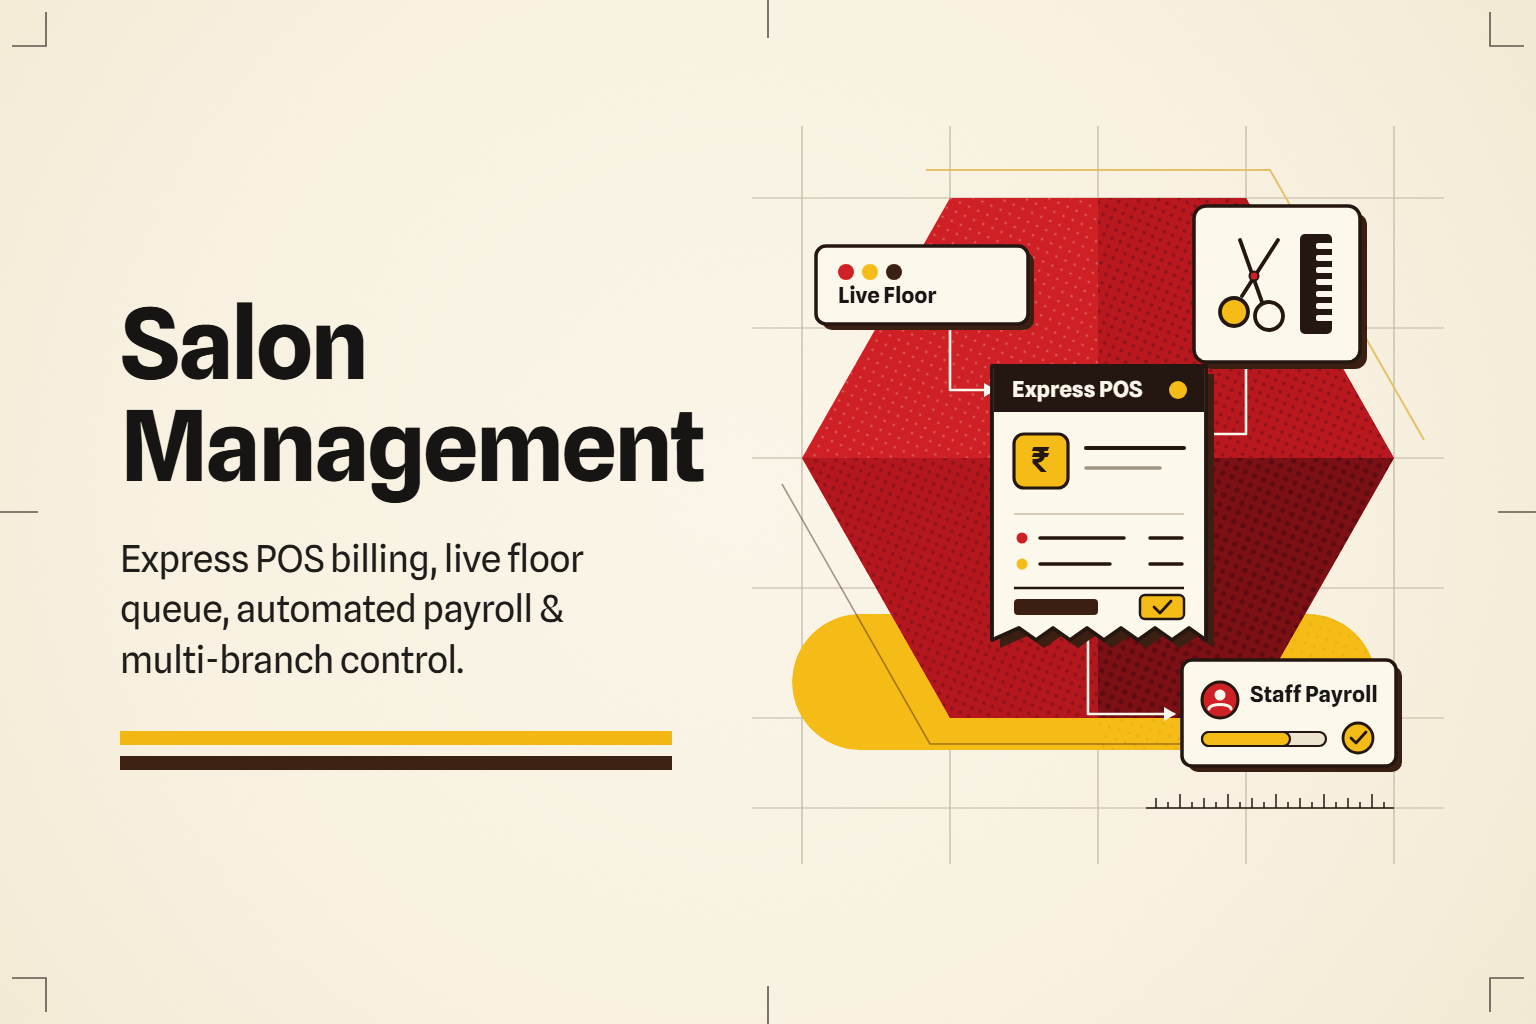 Salon
Management
Express POS billing, live floor
queue, automated payroll &
multi-branch control.
Live Floor
Express POS
₹
Staff Payroll